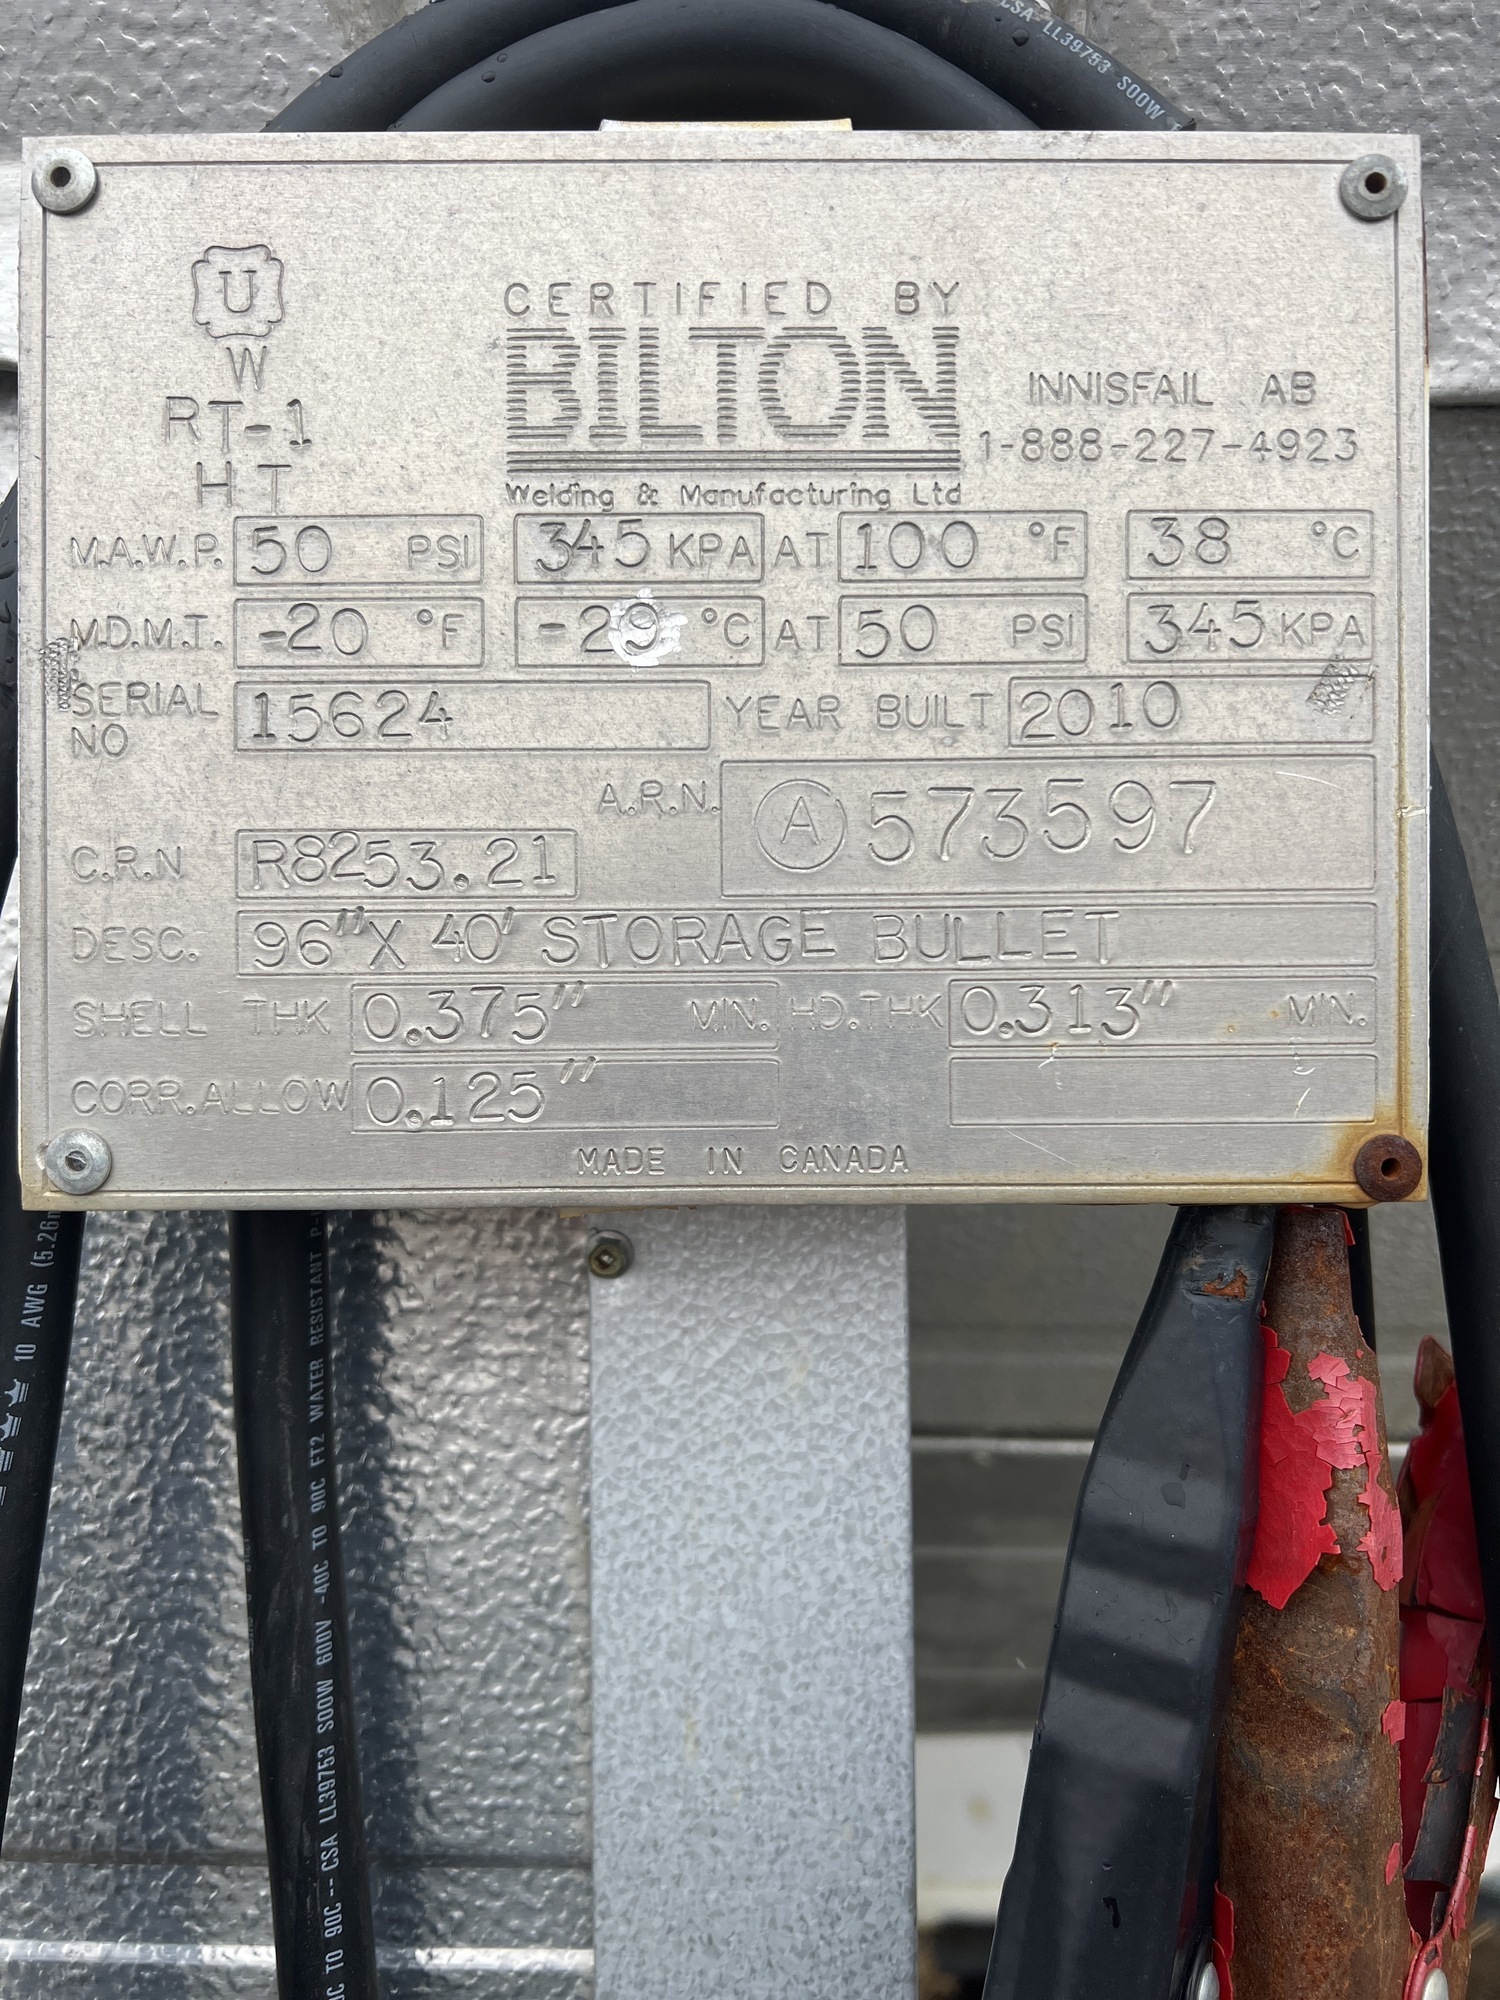 CSA LL39753 SOOW
U
W
RT-1
HT
CERTIFIED BY
BILTON
Welding & Manufacturing Ltd
INNISFAIL AB
1-888-227-4923
M.A.W.P. 50 PSI 345 KPA AT 100 °F 38 °C
M.D.M.T. -20 °F -29 °C AT 50 PSI 345 KPA
SERIAL NO 15624 YEAR BUILT 2010
A.R.N. A 573597
C.R.N R8253.21
DESC. 96"X 40' STORAGE BULLET
SHELL THK 0.375" MIN. HD.THK 0.313" MIN.
CORR.ALLOW 0.125"
MADE IN CANADA
10 AWG (5.26
TO 90C -- CSA LL39753 SOOW 600V -40C TO 90C FT2 WATER RESISTANT P-